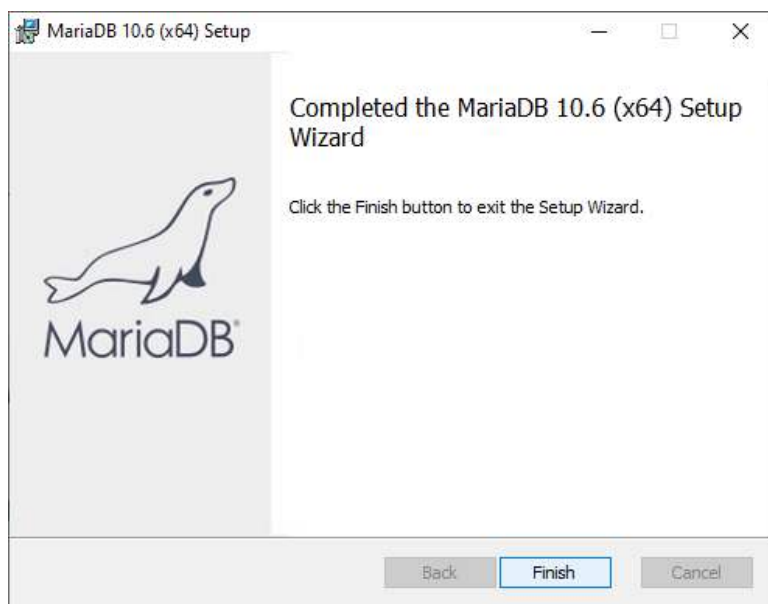 MariaDB 10.6 (x64) Setup
Completed the MariaDB 10.6 (x64) Setup
Wizard
Click the Finish button to exit the Setup Wizard.
MariaDB®
Back
Finish
Cancel